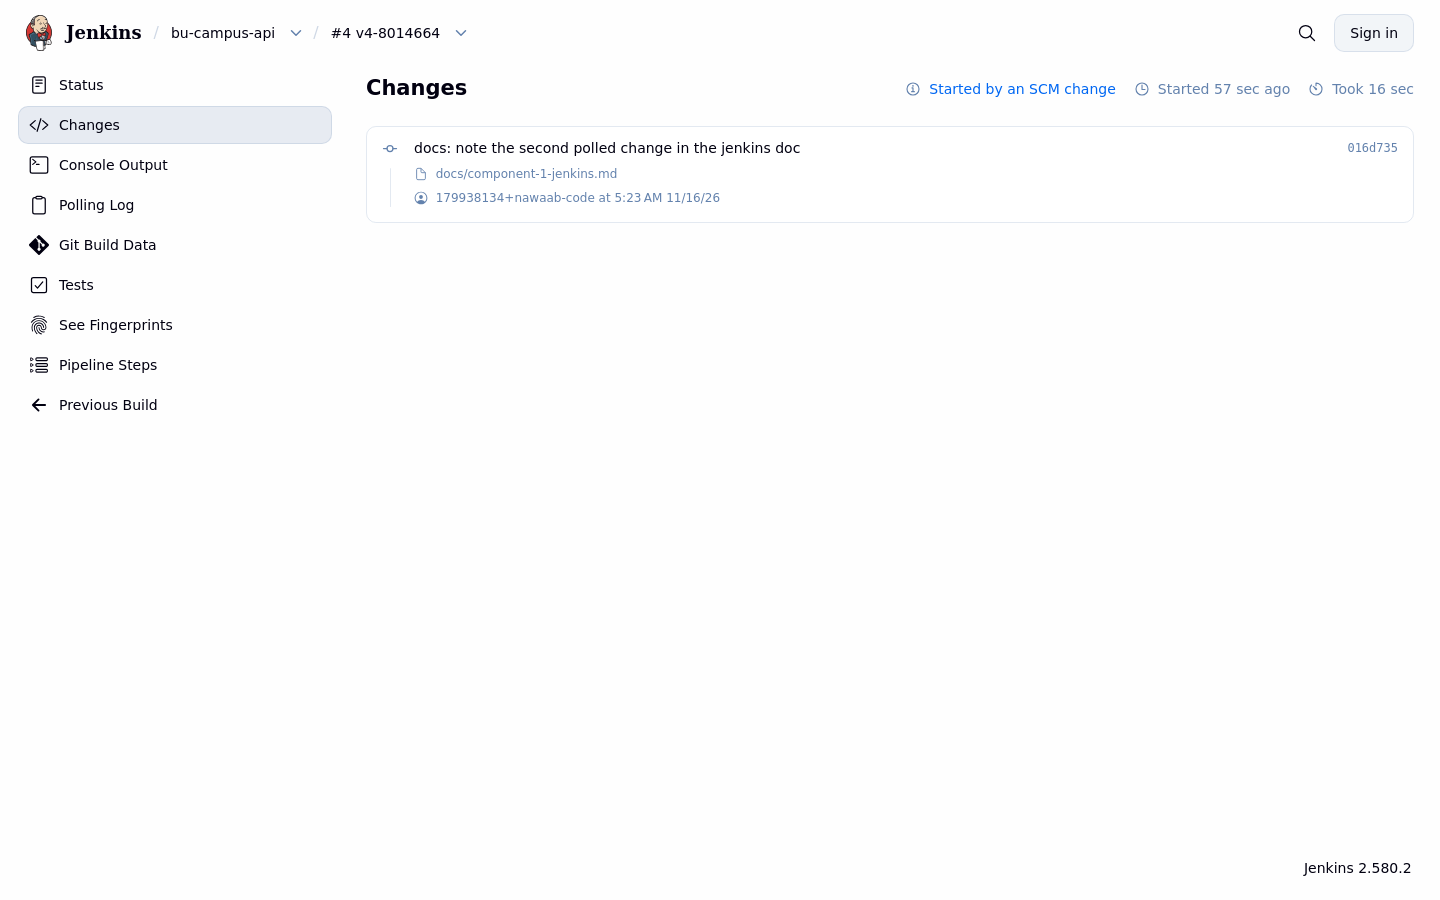 Jenkins / bu-campus-api / #4 v4-8014664
Sign in
Status
Changes
Console Output
Polling Log
Git Build Data
Tests
See Fingerprints
Pipeline Steps
Previous Build
Changes
Started by an SCM change
Started 57 sec ago
Took 16 sec
docs: note the second polled change in the jenkins doc
016d735
docs/component-1-jenkins.md
179938134+nawaab-code at 5:23 AM 11/16/26
Jenkins 2.580.2